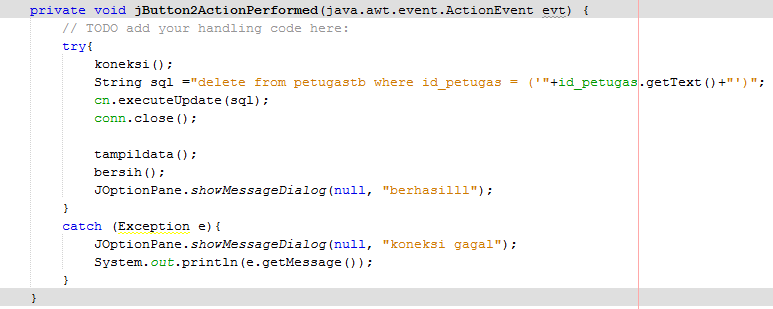 private void jButton2ActionPerformed(java.awt.event.ActionEvent evt) {
// TODO add your handling code here:
try{
koneksi();
String sql ="delete from petugastb where id_petugas = ('"+id_petugas.getText()+"')";
cn.executeUpdate(sql);
conn.close();
tampildata();
bersih();
JOptionPane.showMessageDialog(null, "berhasilll");
}
catch (Exception e){
JOptionPane.showMessageDialog(null, "koneksi gagal");
System.out.println(e.getMessage());
}
}